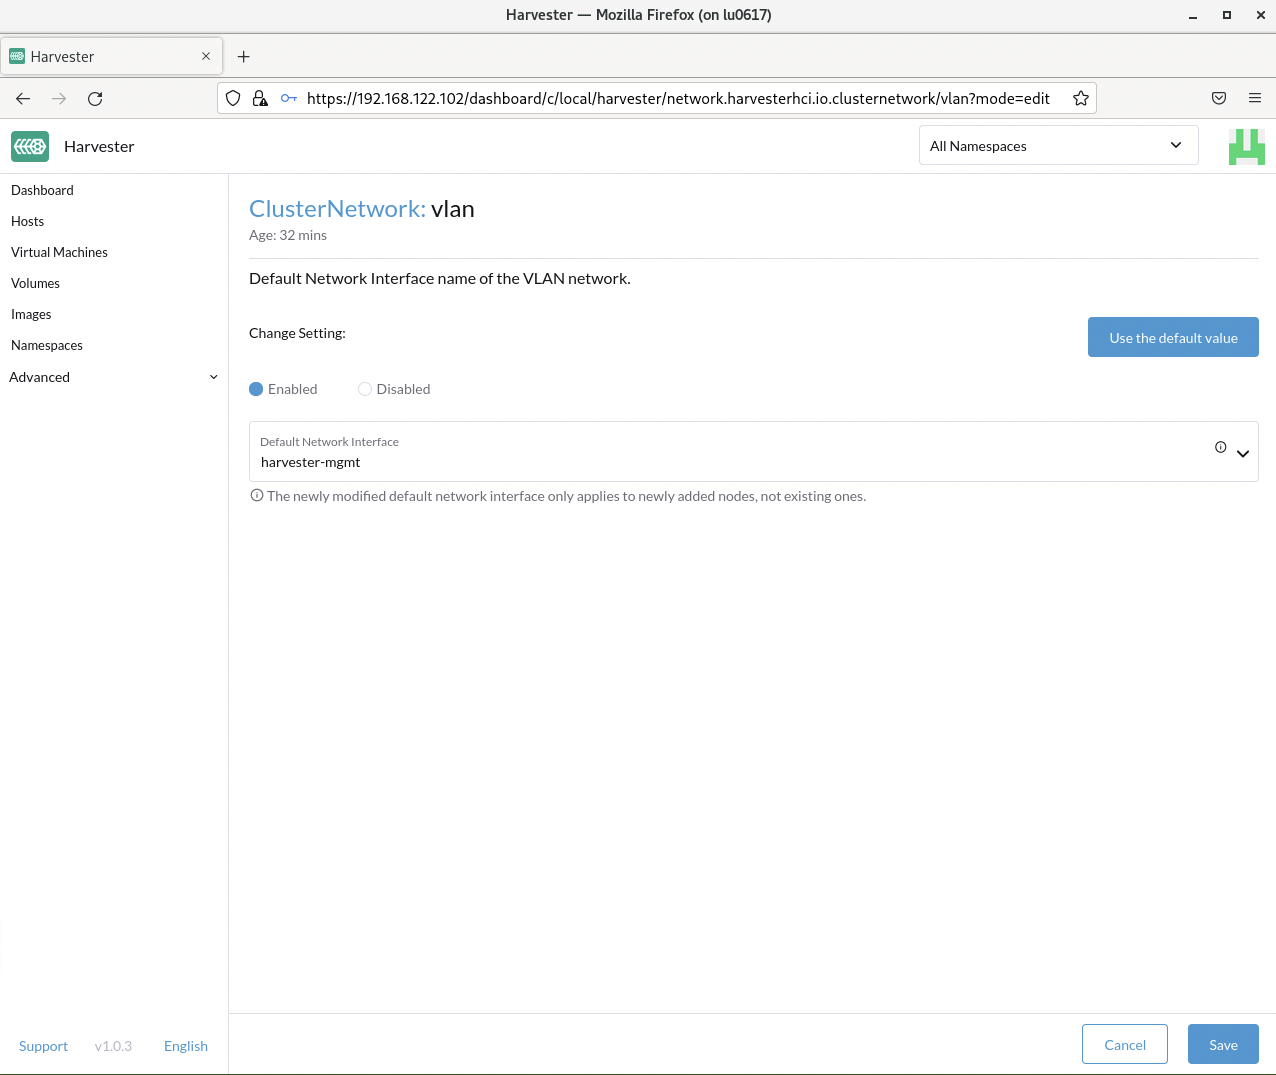 Harvester — Mozilla Firefox (on lu0617)
Harvester
https://192.168.122.102/dashboard/c/local/harvester/network.harvesterhci.io.clusternetwork/vlan?mode=edit
Harvester
All Namespaces
Dashboard
Hosts
Virtual Machines
Volumes
Images
Namespaces
Advanced
ClusterNetwork: vlan
Age: 32 mins
Default Network Interface name of the VLAN network.
Change Setting:
Use the default value
Enabled Disabled
Default Network Interface
harvester-mgmt
The newly modified default network interface only applies to newly added nodes, not existing ones.
Support v1.0.3 English
Cancel Save